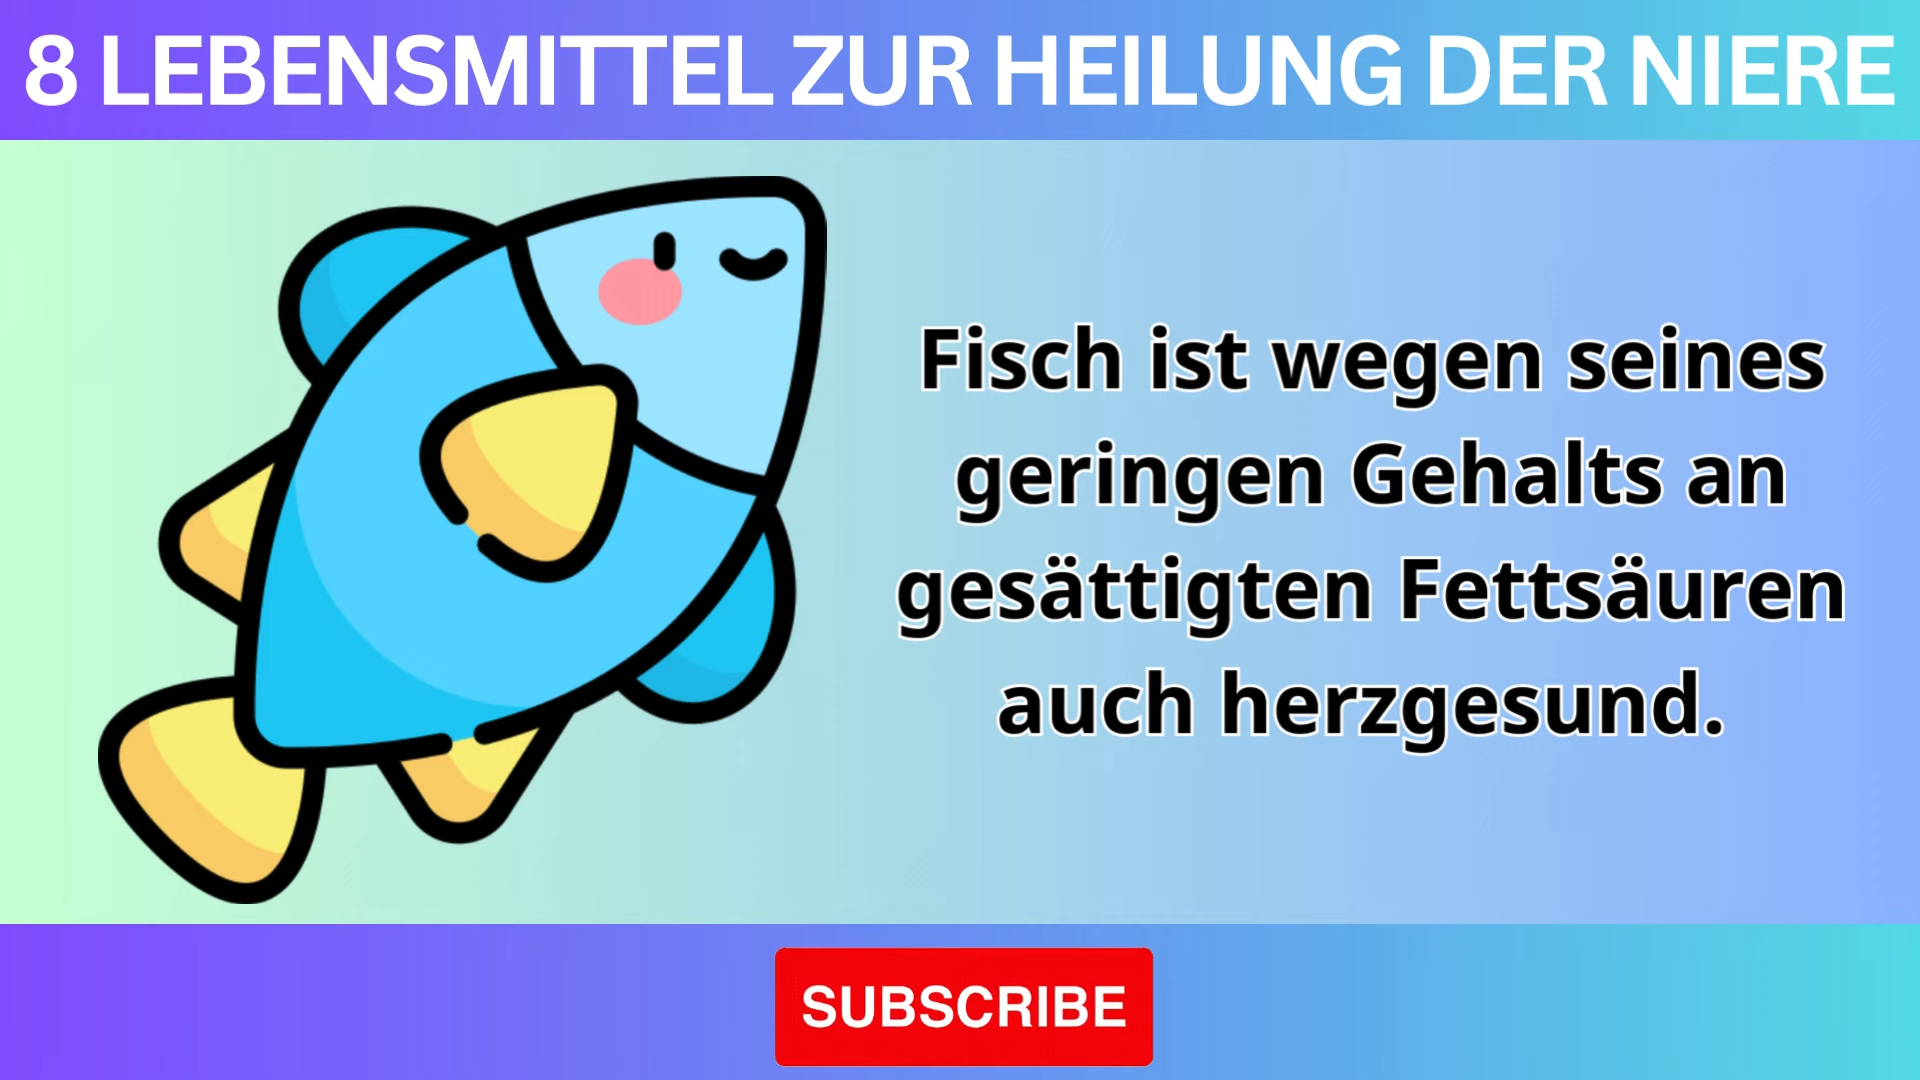 8 LEBENSMITTEL ZUR HEILUNG DER NIERE
Fisch ist wegen seines
geringen Gehalts an
gesättigten Fettsäuren
auch herzgesund.
SUBSCRIBE